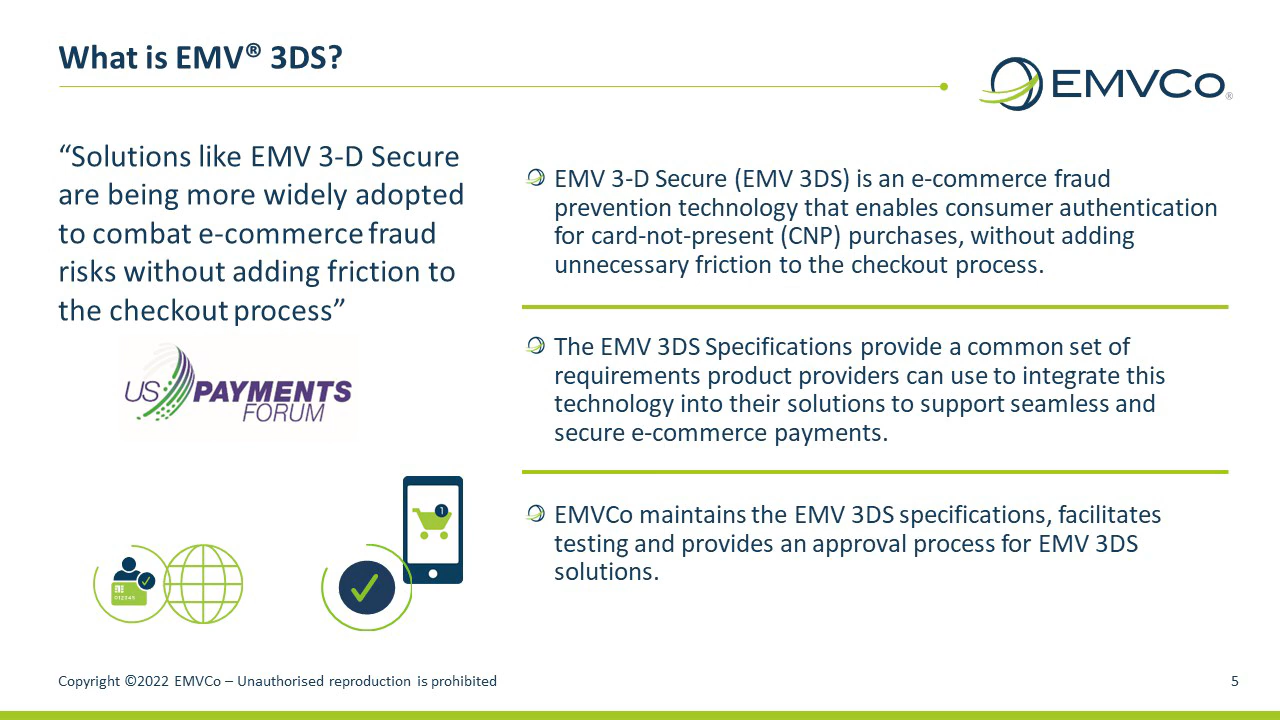 What is EMV® 3DS?
EMVCo®
“Solutions like EMV 3-D Secure
are being more widely adopted
to combat e-commerce fraud
risks without adding friction to
the checkout process”
US PAYMENTS
FORUM
EMV 3-D Secure (EMV 3DS) is an e-commerce fraud
prevention technology that enables consumer authentication
for card-not-present (CNP) purchases, without adding
unnecessary friction to the checkout process.
The EMV 3DS Specifications provide a common set of
requirements product providers can use to integrate this
technology into their solutions to support seamless and
secure e-commerce payments.
EMVCo maintains the EMV 3DS specifications, facilitates
testing and provides an approval process for EMV 3DS
solutions.
1
012345
Copyright ©2022 EMVCo – Unauthorised reproduction is prohibited
5